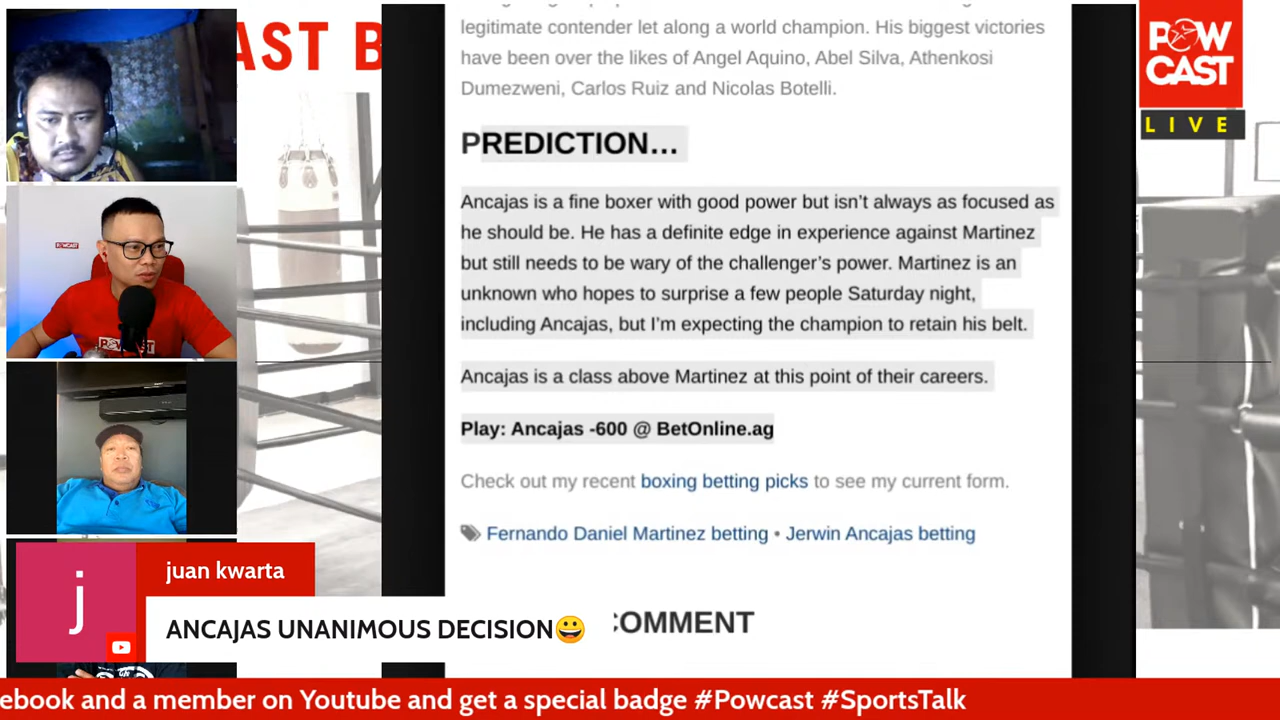 AST B
legitimate contender let along a world champion. His biggest victories
have been over the likes of Angel Aquino, Abel Silva, Athenkosi
Dumezweni, Carlos Ruiz and Nicolas Botelli.
POWCAST
LIVE
PREDICTION…
Ancajas is a fine boxer with good power but isn’t always as focused as
he should be. He has a definite edge in experience against Martinez
but still needs to be wary of the challenger’s power. Martinez is an
unknown who hopes to surprise a few people Saturday night,
including Ancajas, but I’m expecting the champion to retain his belt.
Ancajas is a class above Martinez at this point of their careers.
Play: Ancajas -600 @ BetOnline.ag
Check out my recent boxing betting picks to see my current form.
Fernando Daniel Martinez betting • Jerwin Ancajas betting
POWCAST
POWCAST
j
juan kwarta
ANCAJAS UNANIMOUS DECISION😀
COMMENT
ebook and a member on Youtube and get a special badge #Powcast #SportsTalk